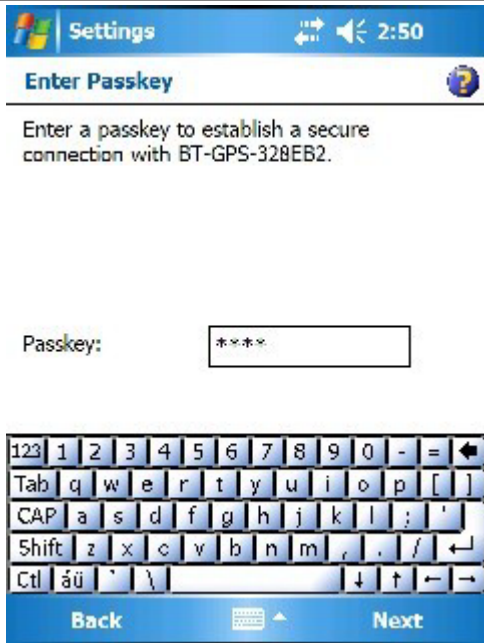 Settings 2:50
Enter Passkey
Enter a passkey to establish a secure
connection with BT-GPS-328EB2.
Passkey: ****
123 1 2 3 4 5 6 7 8 9 0 - =
Tab q w e r t y u i o p [ ]
CAP a s d f g h j k l ; '
Shift z x c v b n m , . /
Ctl áü ` \
Back Next